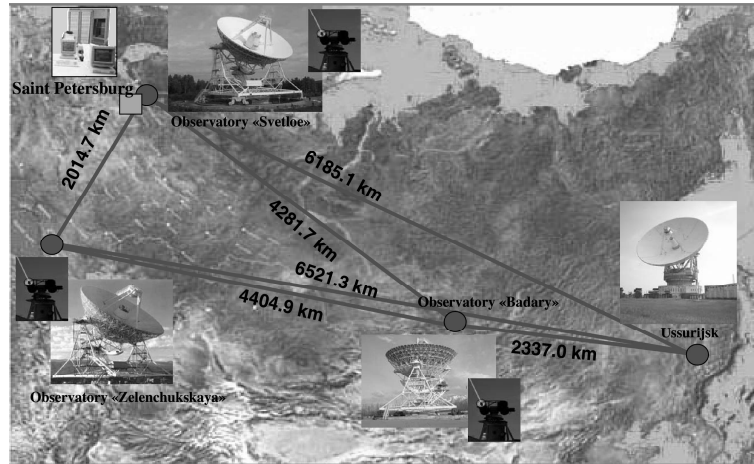 Saint Petersburg
Observatory «Svetloe»
2014.7 km
6185.1 km
4281.7 km
6521.3 km
4404.9 km
Observatory «Badary»
Ussurijsk
2337.0 km
Observatory «Zelenchukskaya»